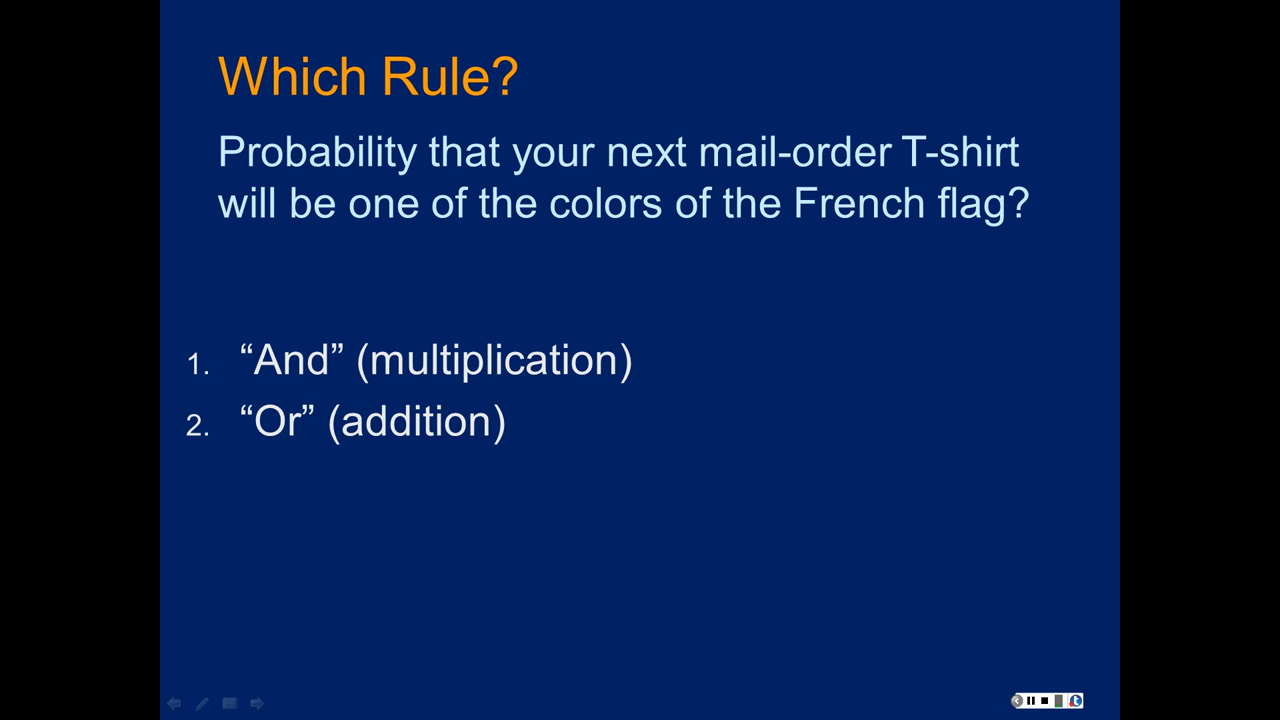 Which Rule?
Probability that your next mail-order T-shirt
will be one of the colors of the French flag?
1. “And” (multiplication)
2. “Or” (addition)